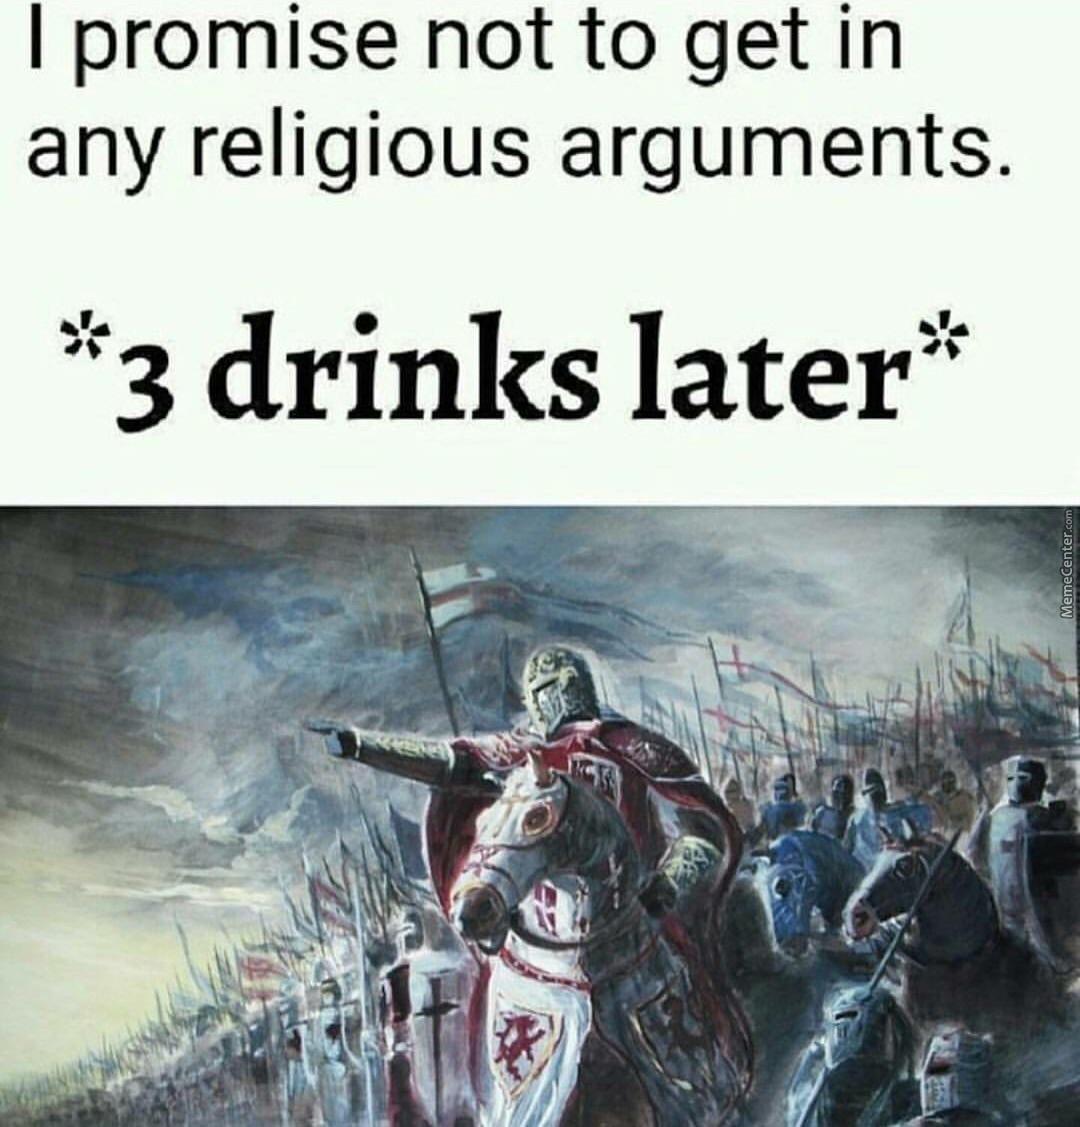 I promise not to get in
any religious arguments.
*3 drinks later*
MemeCenter.com